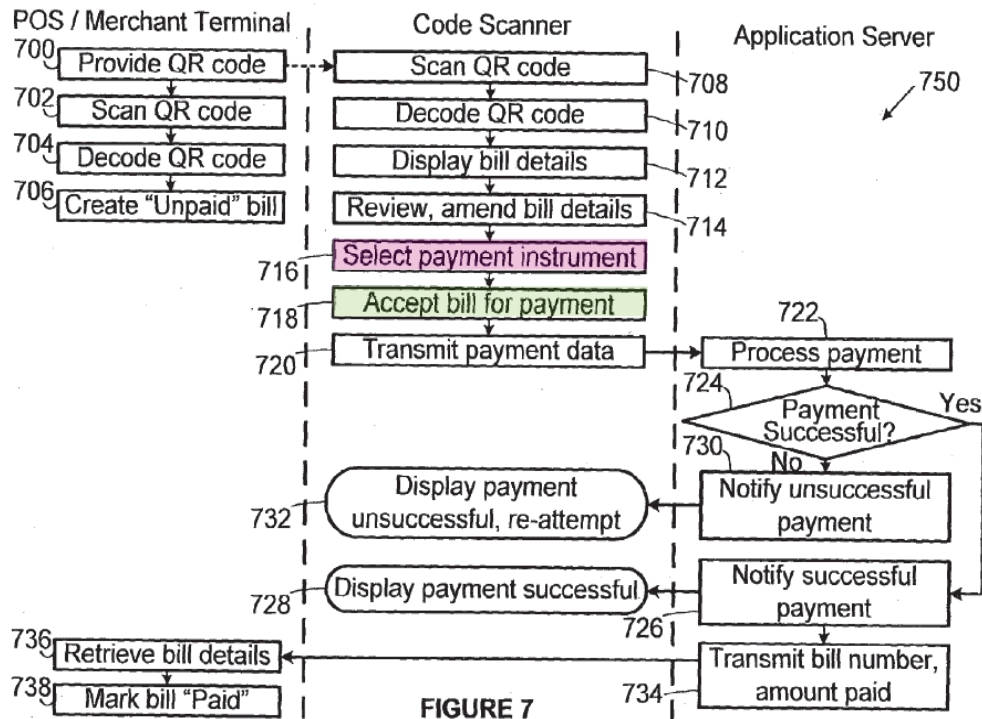 POS / Merchant Terminal
Code Scanner
Application Server
700
Provide QR code
702
Scan QR code
704
Decode QR code
706
Create "Unpaid" bill
Scan QR code
708
Decode QR code
710
Display bill details
712
Review, amend bill details
714
716
Select payment instrument
718
Accept bill for payment
720
Transmit payment data
750
722
Process payment
724
Payment
Successful?
Yes
No
730
Notify unsuccessful
payment
732
Display payment
unsuccessful, re-attempt
728
Display payment successful
726
Notify successful
payment
734
Transmit bill number,
amount paid
736
Retrieve bill details
738
Mark bill "Paid"
FIGURE 7